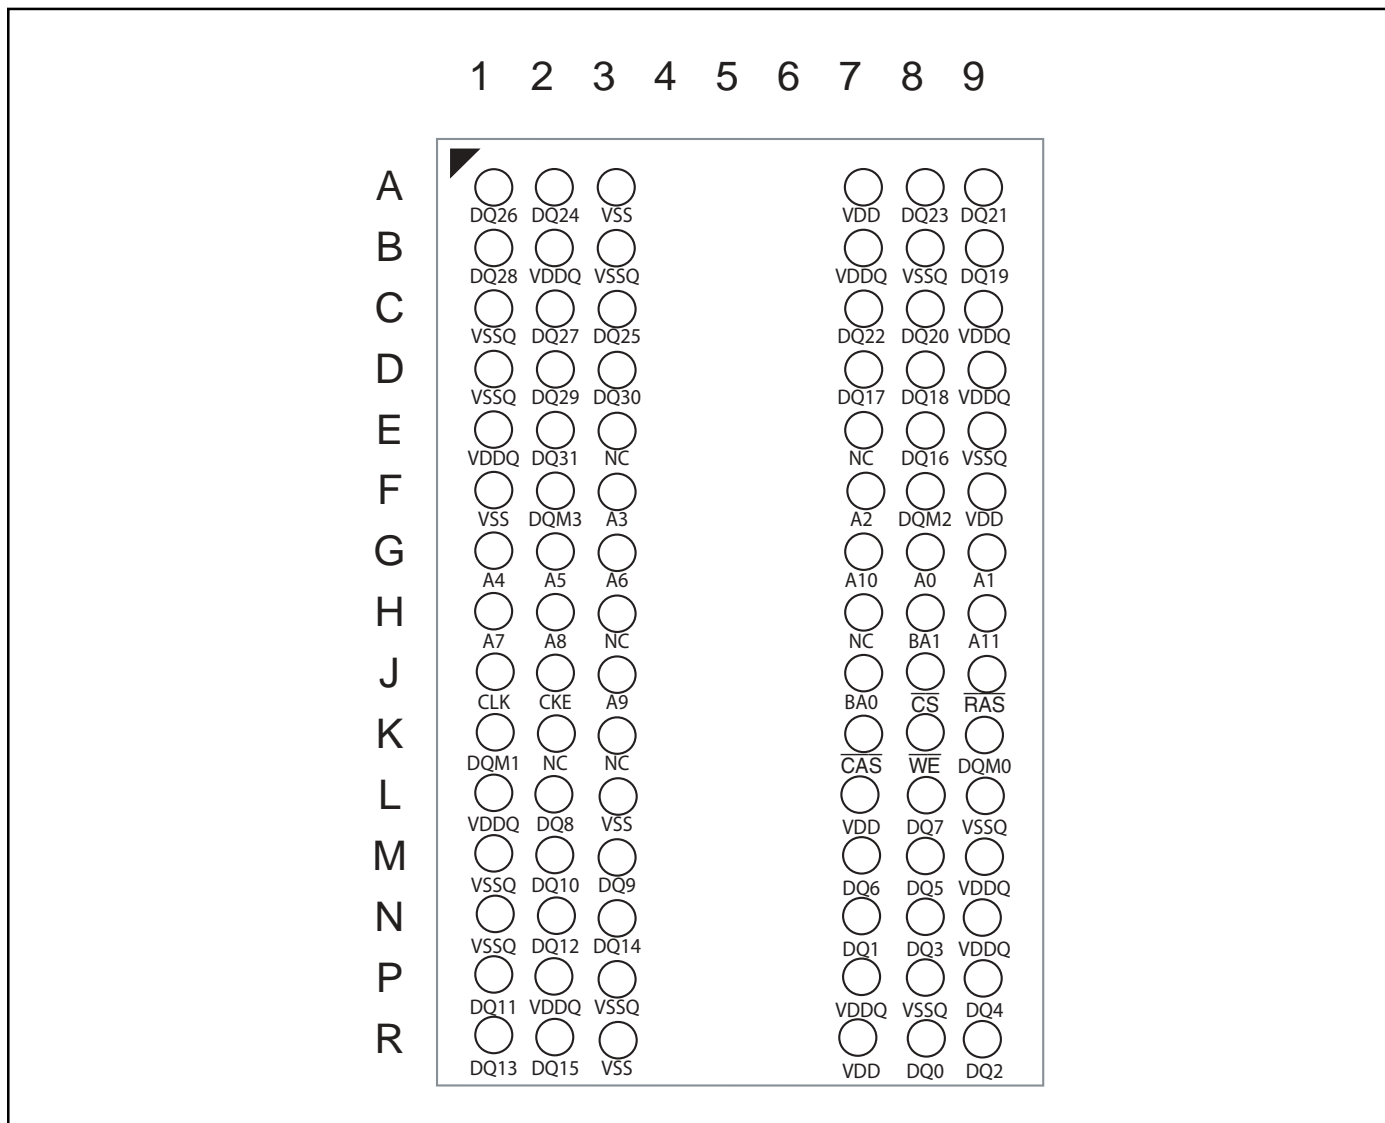 1 2 3 4 5 6 7 8 9
A
DQ26 DQ24 VSS VDD DQ23 DQ21
B
DQ28 VDDQ VSSQ VDDQ VSSQ DQ19
C
VSSQ DQ27 DQ25 DQ22 DQ20 VDDQ
D
VSSQ DQ29 DQ30 DQ17 DQ18 VDDQ
E
VDDQ DQ31 NC NC DQ16 VSSQ
F
VSS DQM3 A3 A2 DQM2 VDD
G
A4 A5 A6 A10 A0 A1
H
A7 A8 NC NC BA1 A11
J
CLK CKE A9 BA0 C̅S̅ R̅A̅S̅
K
DQM1 NC NC C̅A̅S̅ W̅E̅ DQM0
L
VDDQ DQ8 VSS VDD DQ7 VSSQ
M
VSSQ DQ10 DQ9 DQ6 DQ5 VDDQ
N
VSSQ DQ12 DQ14 DQ1 DQ3 VDDQ
P
DQ11 VDDQ VSSQ VDDQ VSSQ DQ4
R
DQ13 DQ15 VSS VDD DQ0 DQ2